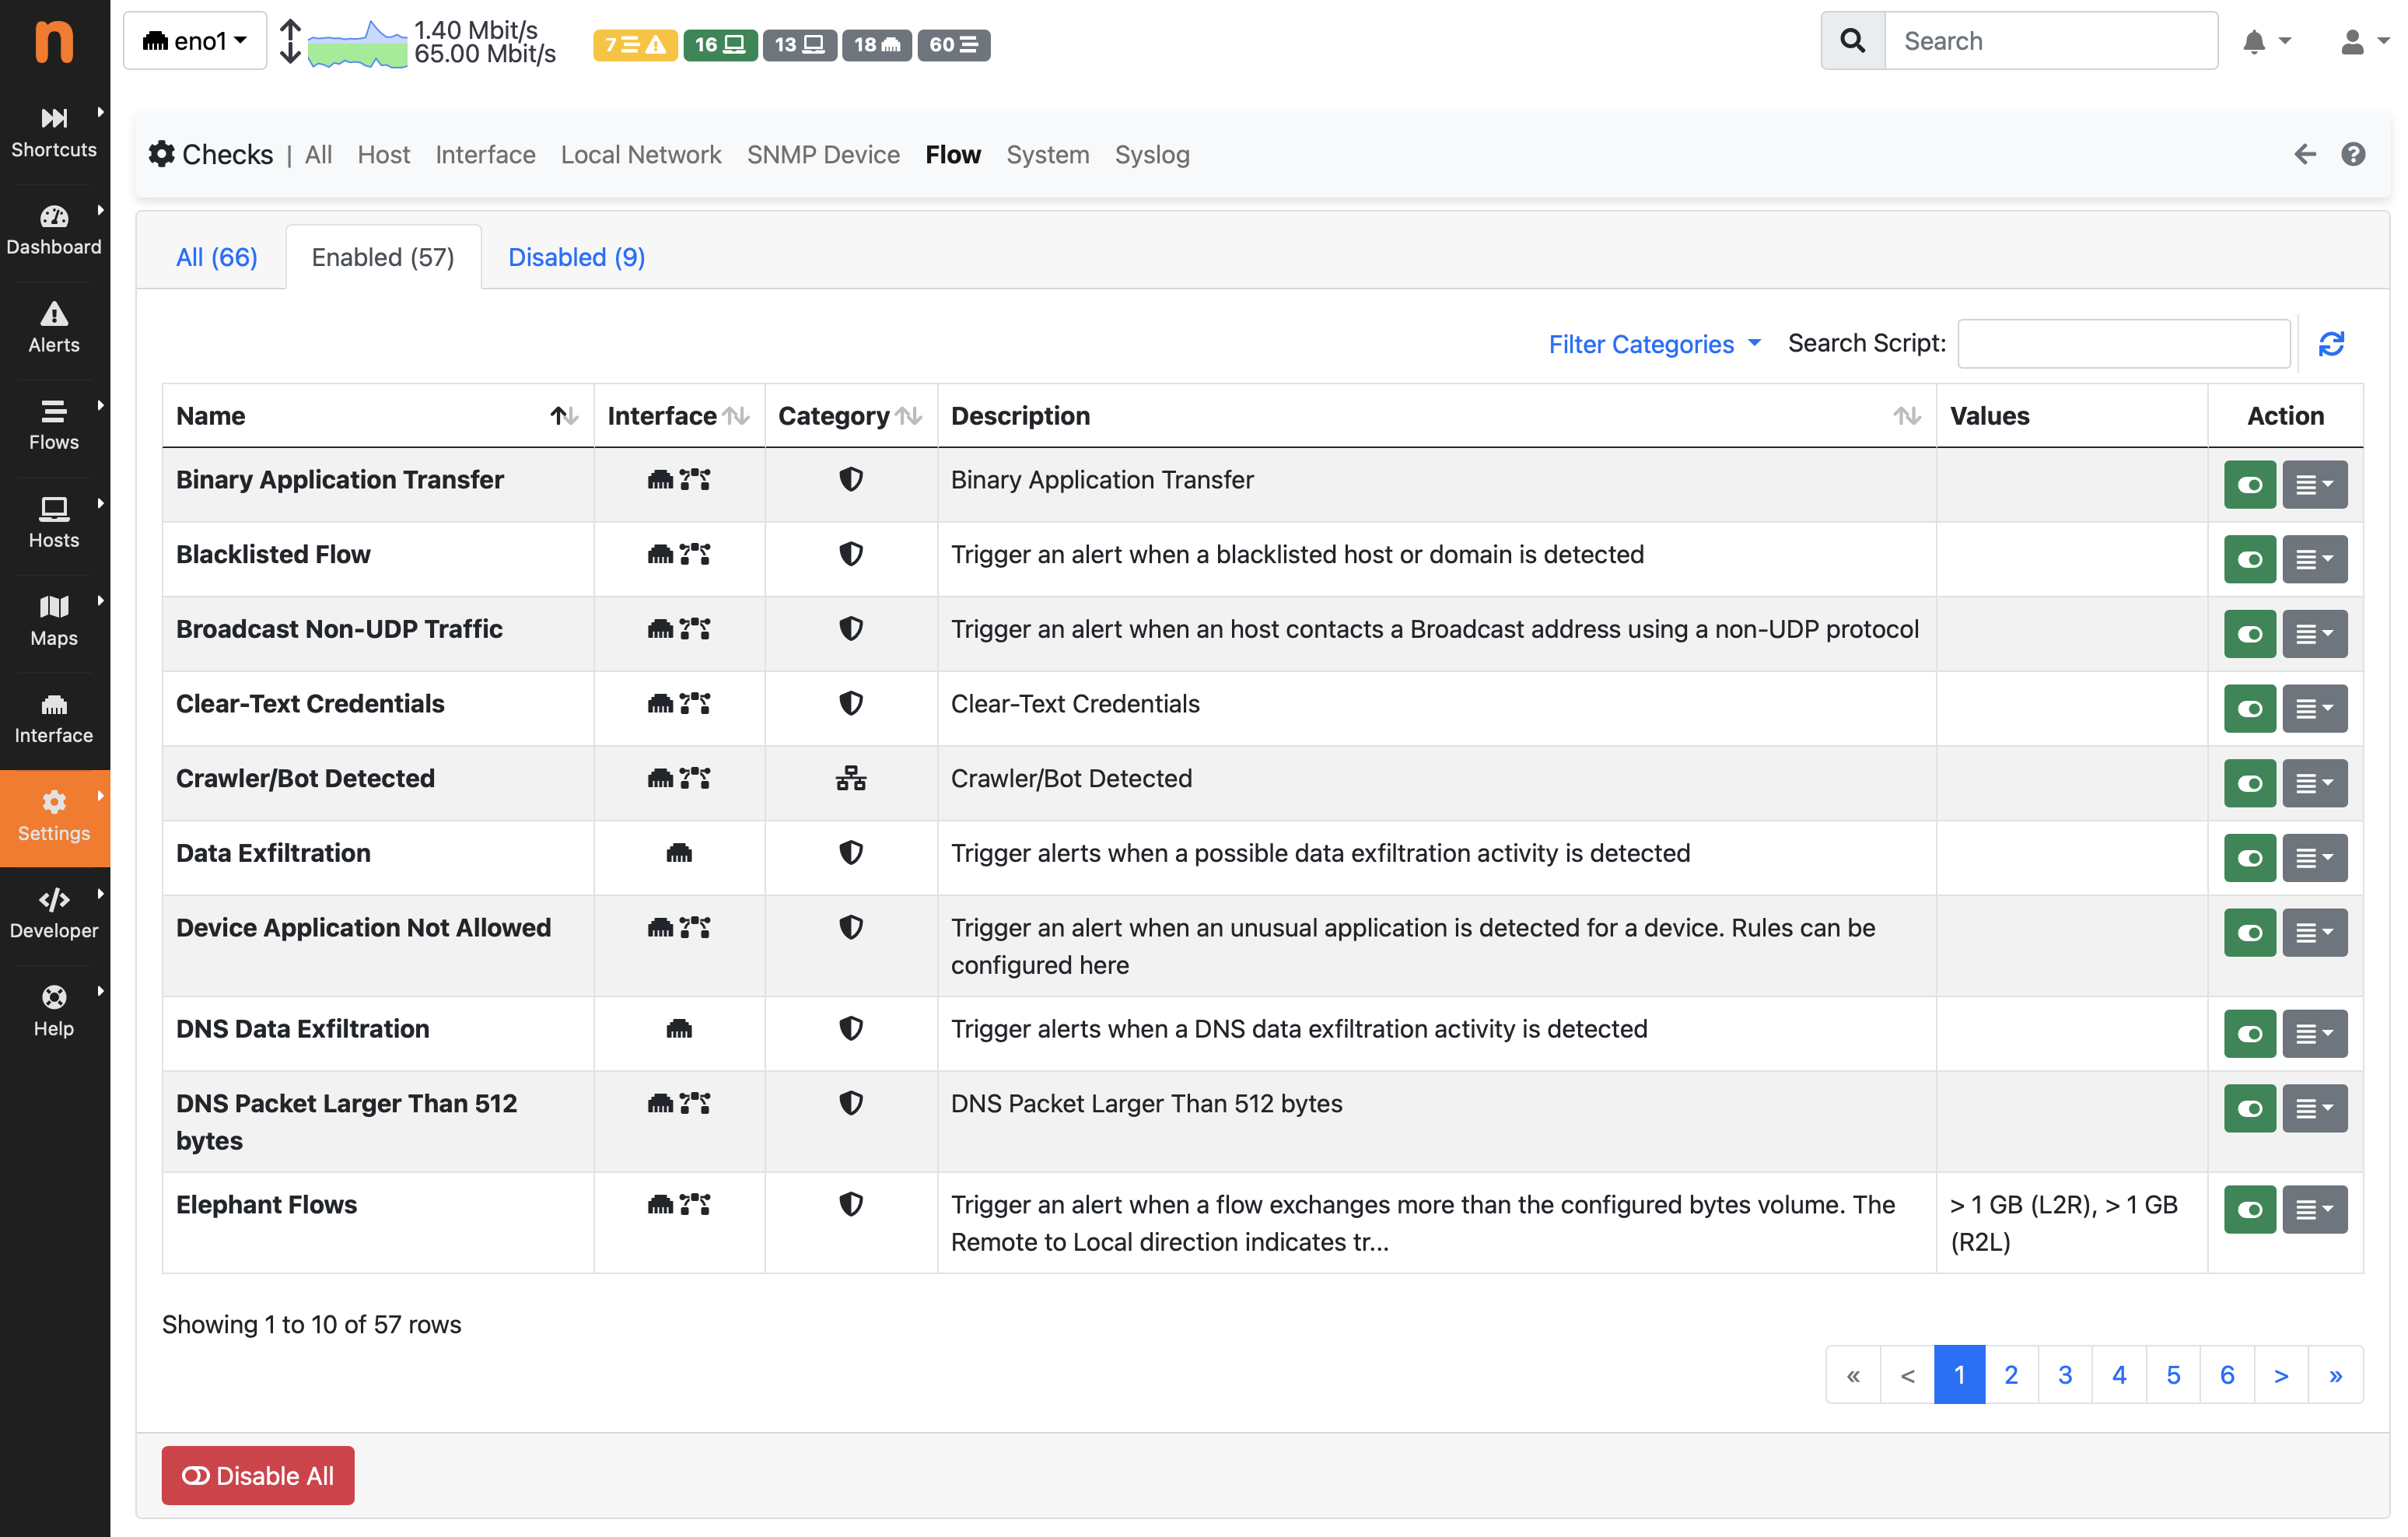 n
eno1
1.40 Mbit/s
65.00 Mbit/s
7
16
13
18
60
Search
Shortcuts
Dashboard
Alerts
Flows
Hosts
Maps
Interface
Settings
Developer
Help
Checks | All Host Interface Local Network SNMP Device Flow System Syslog
All (66) Enabled (57) Disabled (9)
Filter Categories Search Script:
Name Interface Category Description Values Action
Binary Application Transfer Binary Application Transfer
Blacklisted Flow Trigger an alert when a blacklisted host or domain is detected
Broadcast Non-UDP Traffic Trigger an alert when an host contacts a Broadcast address using a non-UDP protocol
Clear-Text Credentials Clear-Text Credentials
Crawler/Bot Detected Crawler/Bot Detected
Data Exfiltration Trigger alerts when a possible data exfiltration activity is detected
Device Application Not Allowed Trigger an alert when an unusual application is detected for a device. Rules can be
configured here
DNS Data Exfiltration Trigger alerts when a DNS data exfiltration activity is detected
DNS Packet Larger Than 512 DNS Packet Larger Than 512 bytes
bytes
Elephant Flows Trigger an alert when a flow exchanges more than the configured bytes volume. The > 1 GB (L2R), > 1 GB
Remote to Local direction indicates tr... (R2L)
Showing 1 to 10 of 57 rows
« < 1 2 3 4 5 6 > »
Disable All